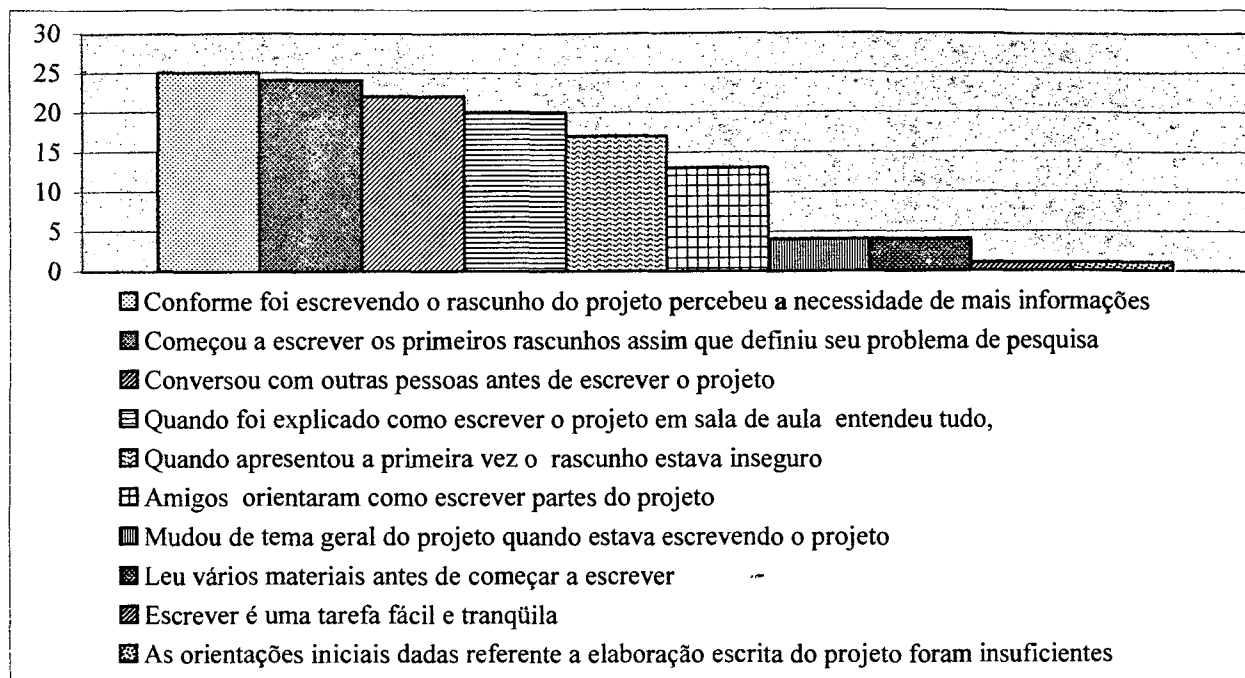 30
25
20
15
10
5
0
Conforme foi escrevendo o rascunho do projeto percebeu a necessidade de mais informações
Começou a escrever os primeiros rascunhos assim que definiu seu problema de pesquisa
Conversou com outras pessoas antes de escrever o projeto
Quando foi explicado como escrever o projeto em sala de aula entendeu tudo,
Quando apresentou a primeira vez o rascunho estava inseguro
Amigos orientaram como escrever partes do projeto
Mudou de tema geral do projeto quando estava escrevendo o projeto
Leu vários materiais antes de começar a escrever
Escrever é uma tarefa fácil e tranqüila
As orientações iniciais dadas referente a elaboração escrita do projeto foram insuficientes